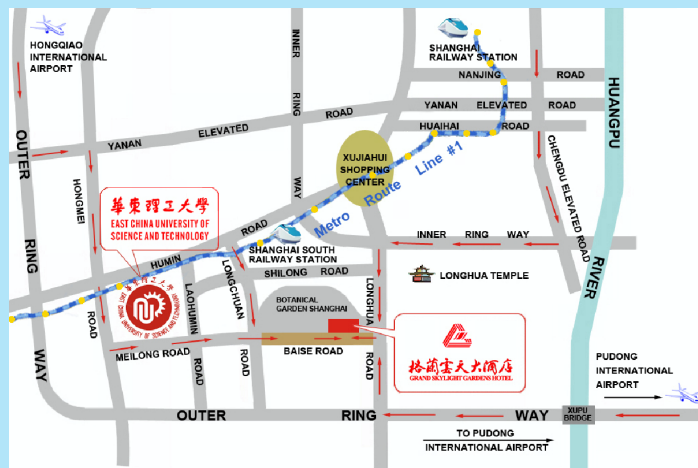 HONGQIAO
INTERNATIONAL
AIRPORT
INNER
RING
WAY
SHANGHAI
RAILWAY STATION
NANJING ROAD
YANAN ELEVATED ROAD
HUAIHAI ROAD
HUANGPU
RIVER
OUTER
RING
WAY
YANAN ELEVATED ROAD
XUJIAHUI
SHOPPING
CENTER
Metro Route Line #1
CHENGDU ELEVATED ROAD
HONGMEI
ROAD
華東理工大學
EAST CHINA UNIVERSITY OF
SCIENCE AND TECHNOLOGY
HUMIN ROAD
SHANGHAI SOUTH
RAILWAY STATION
INNER RING WAY
SHILONG ROAD
LONGHUA TEMPLE
LAOHUMIN
ROAD
LONGCHUAN
ROAD
BOTANICAL
GARDEN SHANGHAI
LONGHUA
ROAD
MEILONG ROAD
BAISE ROAD
格蘭雲天大酒店
GRAND SKYLIGHT GARDENS HOTEL
PUDONG
INTERNATIONAL
AIRPORT
OUTER RING WAY
XUPU
BRIDGE
TO PUDONG
INTERNATIONAL AIRPORT